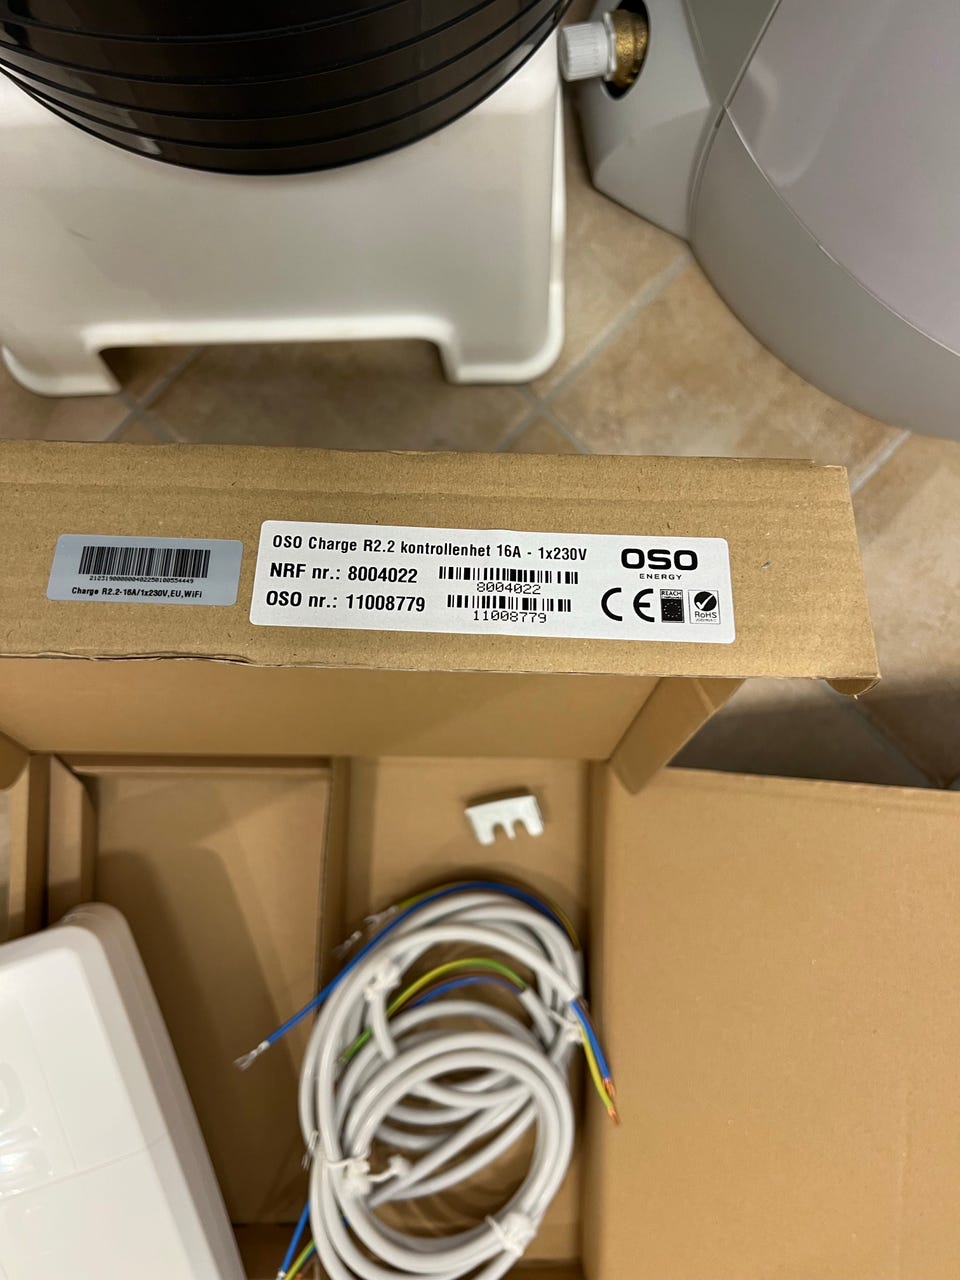 210319000000402250100554449
Charge R2.2-16A/1x230V,EU,WiFi
OSO Charge R2.2 kontrollenhet 16A - 1x230V
NRF nr.: 8004022
8004022
OSO nr.: 11008779
11008779
OSO
ENERGY
CE
REACH
RoHS